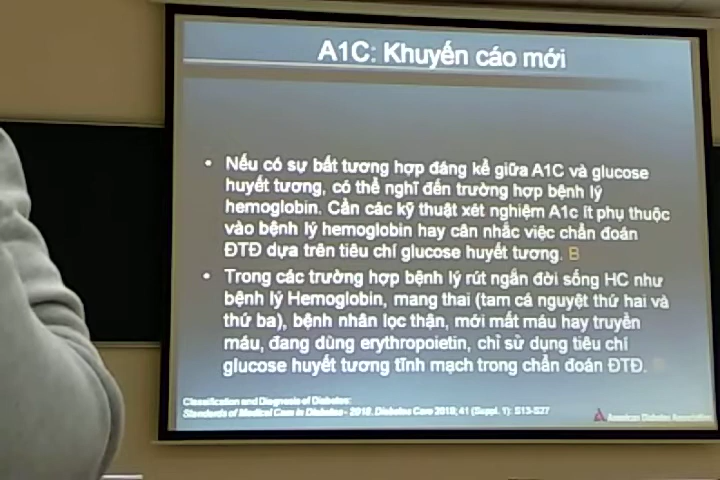 A1C: Khuyến cáo mới
• Nếu có sự bất tương hợp đáng kể giữa A1C và glucose
huyết tương, có thể nghĩ đến trường hợp bệnh lý
hemoglobin. Cần các kỹ thuật xét nghiệm A1c ít phụ thuộc
vào bệnh lý hemoglobin hay cân nhắc việc chẩn đoán
ĐTĐ dựa trên tiêu chí glucose huyết tương. B
• Trong các trường hợp bệnh lý rút ngắn đời sống HC như
bệnh lý Hemoglobin, mang thai (tam cá nguyệt thứ hai và
thứ ba), bệnh nhân lọc thận, mới mất máu hay truyền
máu, đang dùng erythropoietin, chỉ sử dụng tiêu chí
glucose huyết tương tĩnh mạch trong chẩn đoán ĐTĐ.
Classification and Diagnosis of Diabetes:
Standards of Medical Care in Diabetes - 2018. Diabetes Care 2018; 41 (Suppl. 1): S13-S27
American Diabetes Association